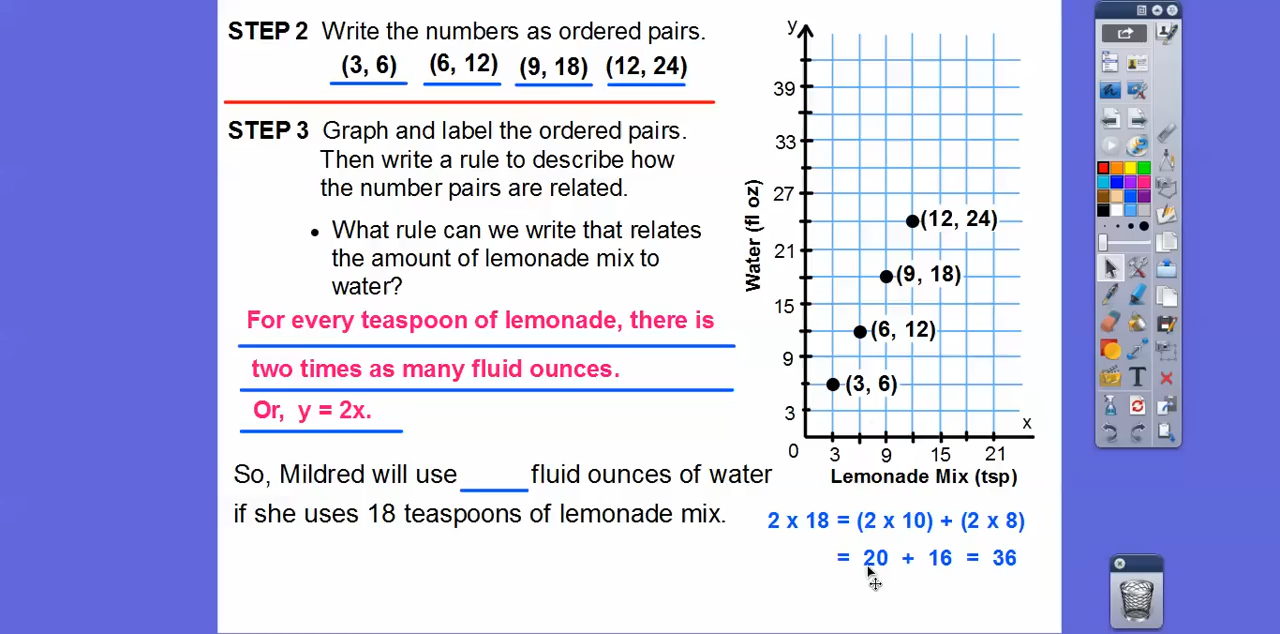 STEP 2 Write the numbers as ordered pairs.
(3, 6) (6, 12) (9, 18) (12, 24)
STEP 3 Graph and label the ordered pairs.
Then write a rule to describe how
the number pairs are related.
• What rule can we write that relates
the amount of lemonade mix to
water?
For every teaspoon of lemonade, there is
two times as many fluid ounces.
Or, y = 2x.
So, Mildred will use ____ fluid ounces of water
if she uses 18 teaspoons of lemonade mix.
y
39
33
27
21
15
9
3
0
Water (fl oz)
(12, 24)
(9, 18)
(6, 12)
(3, 6)
x
3 9 15 21
Lemonade Mix (tsp)
2 x 18 = (2 x 10) + (2 x 8)
= 20 + 16 = 36
T